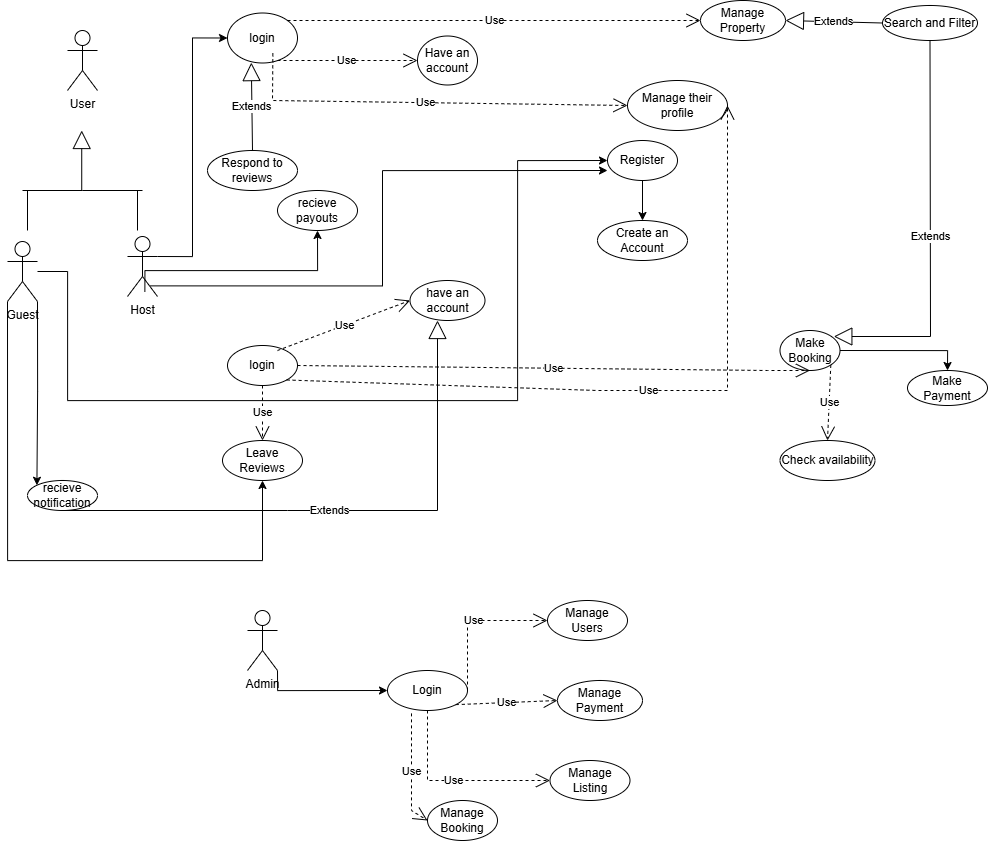 Use
Manage
Property
Extends
Search and Filter
login
Have an
account
Use
User
Extends
Use
Manage their
profile
Respond to
reviews
Register
recieve
payouts
Create an
Account
Extends
Host
Guest
have an
account
Use
login
Use
Make
Booking
Use
Make
Payment
Use
Use
Leave
Reviews
Check availability
recieve
notification
Extends
Use
Manage
Users
Admin
Login
Use
Manage
Payment
Use
Use
Manage
Listing
Manage
Booking